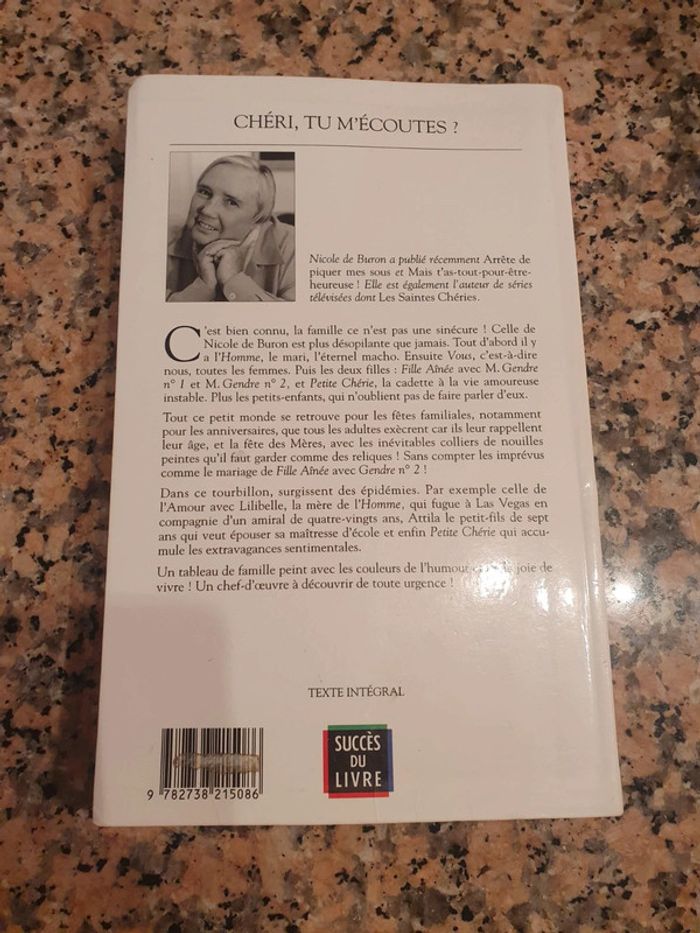 CHÉRI, TU M'ÉCOUTES ?
Nicole de Buron a publié récemment Arrête de
piquer mes sous et Mais t'as-tout-pour-être-
heureuse ! Elle est également l'auteur de séries
télévisées dont Les Saintes Chéries.
C'est bien connu, la famille ce n'est pas une sinécure ! Celle de
Nicole de Buron est plus désopilante que jamais. Tout d'abord il y
a l'Homme, le mari, l'éternel macho. Ensuite Vous, c'est-à-dire
nous, toutes les femmes. Puis les deux filles : Fille Aînée avec M. Gendre
n° 1 et M. Gendre n° 2, et Petite Chérie, la cadette à la vie amoureuse
instable. Plus les petits-enfants, qui n'oublient pas de faire parler d'eux.
Tout ce petit monde se retrouve pour les fêtes familiales, notamment
pour les anniversaires, que tous les adultes exècrent car ils leur rappellent
leur âge, et la fête des Mères, avec les inévitables colliers de nouilles
peintes qu'il faut garder comme des reliques ! Sans compter les imprévus
comme le mariage de Fille Aînée avec Gendre n° 2 !
Dans ce tourbillon, surgissent des épidémies. Par exemple celle de
l'Amour avec Lilibelle, la mère de l'Homme, qui fugue à Las Vegas en
compagnie d'un amiral de quatre-vingts ans, Attila le petit-fils de sept
ans qui veut épouser sa maîtresse d'école et enfin Petite Chérie qui accu-
mule les extravagances sentimentales.
Un tableau de famille peint avec les couleurs de l'humour joie de
vivre ! Un chef-d'œuvre à découvrir de toute urgence !
TEXTE INTÉGRAL
SUCCÈS
DU
LIVRE
9 782738 215086